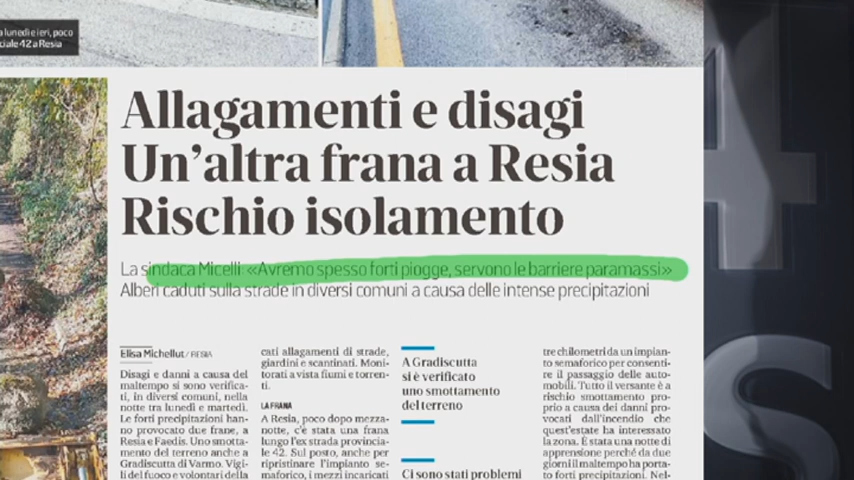 a lunedì e ieri, poco
ciale 42 a Resia
Allagamenti e disagi
Un'altra frana a Resia
Rischio isolamento
La sindaca Micelli: «Avremo spesso forti piogge, servono le barriere paramassi»
Alberi caduti sulla strade in diversi comuni a causa delle intense precipitazioni
Elisa Michellut / RESIA
Disagi e danni a causa del
maltempo si sono verifica-
ti, in diversi comuni, nella
notte tra lunedì e martedì.
Le forti precipitazioni han-
no provocato due frane, a
Resia e Faedis. Uno smotta-
mento del terreno anche a
Gradiscutta di Varmo. Vigi-
li del fuoco e volontari della
cati allagamenti di strade,
giardini e scantinati. Moni-
torati a vista fiumi e torren-
ti.
LA FRANA
A Resia, poco dopo mezza-
notte, c'è stata una frana
lungo l'ex strada provincia-
le 42. Sul posto, anche per
ripristinare l'impianto se-
maforico, i mezzi incaricati
A Gradiscutta
si è verificato
uno smottamento
del terreno
Ci sono stati problemi
tre chilometri da un impian-
to semaforico per consenti-
re il passaggio delle auto-
mobili. Tutto il versante è a
rischio smottamento pro-
prio a causa dei danni pro-
vocati dall'incendio che
quest'estate ha interessato
la zona. È stata una notte di
apprensione perché da due
giorni il maltempo ha porta-
to forti precipitazioni. Nel-
4
s